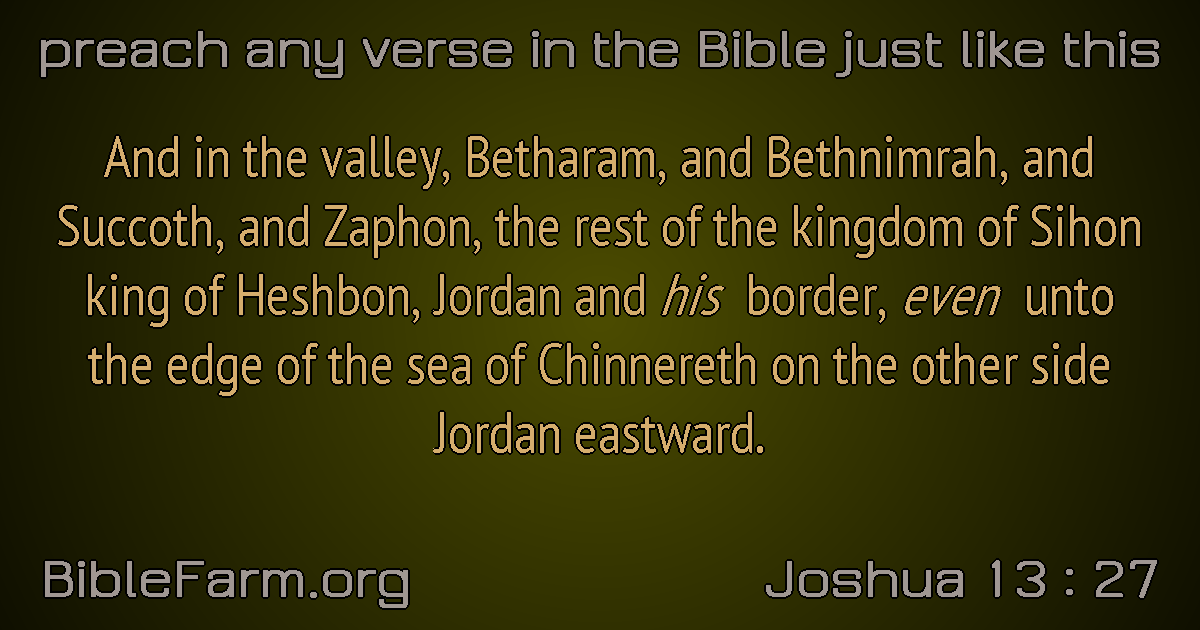 preach any verse in the Bible just like this
And in the valley, Betharam, and Bethnimrah, and
Succoth, and Zaphon, the rest of the kingdom of Sihon
king of Heshbon, Jordan and his border, even unto
the edge of the sea of Chinnereth on the other side
Jordan eastward.
BibleFarm.org
Joshua 13 : 27